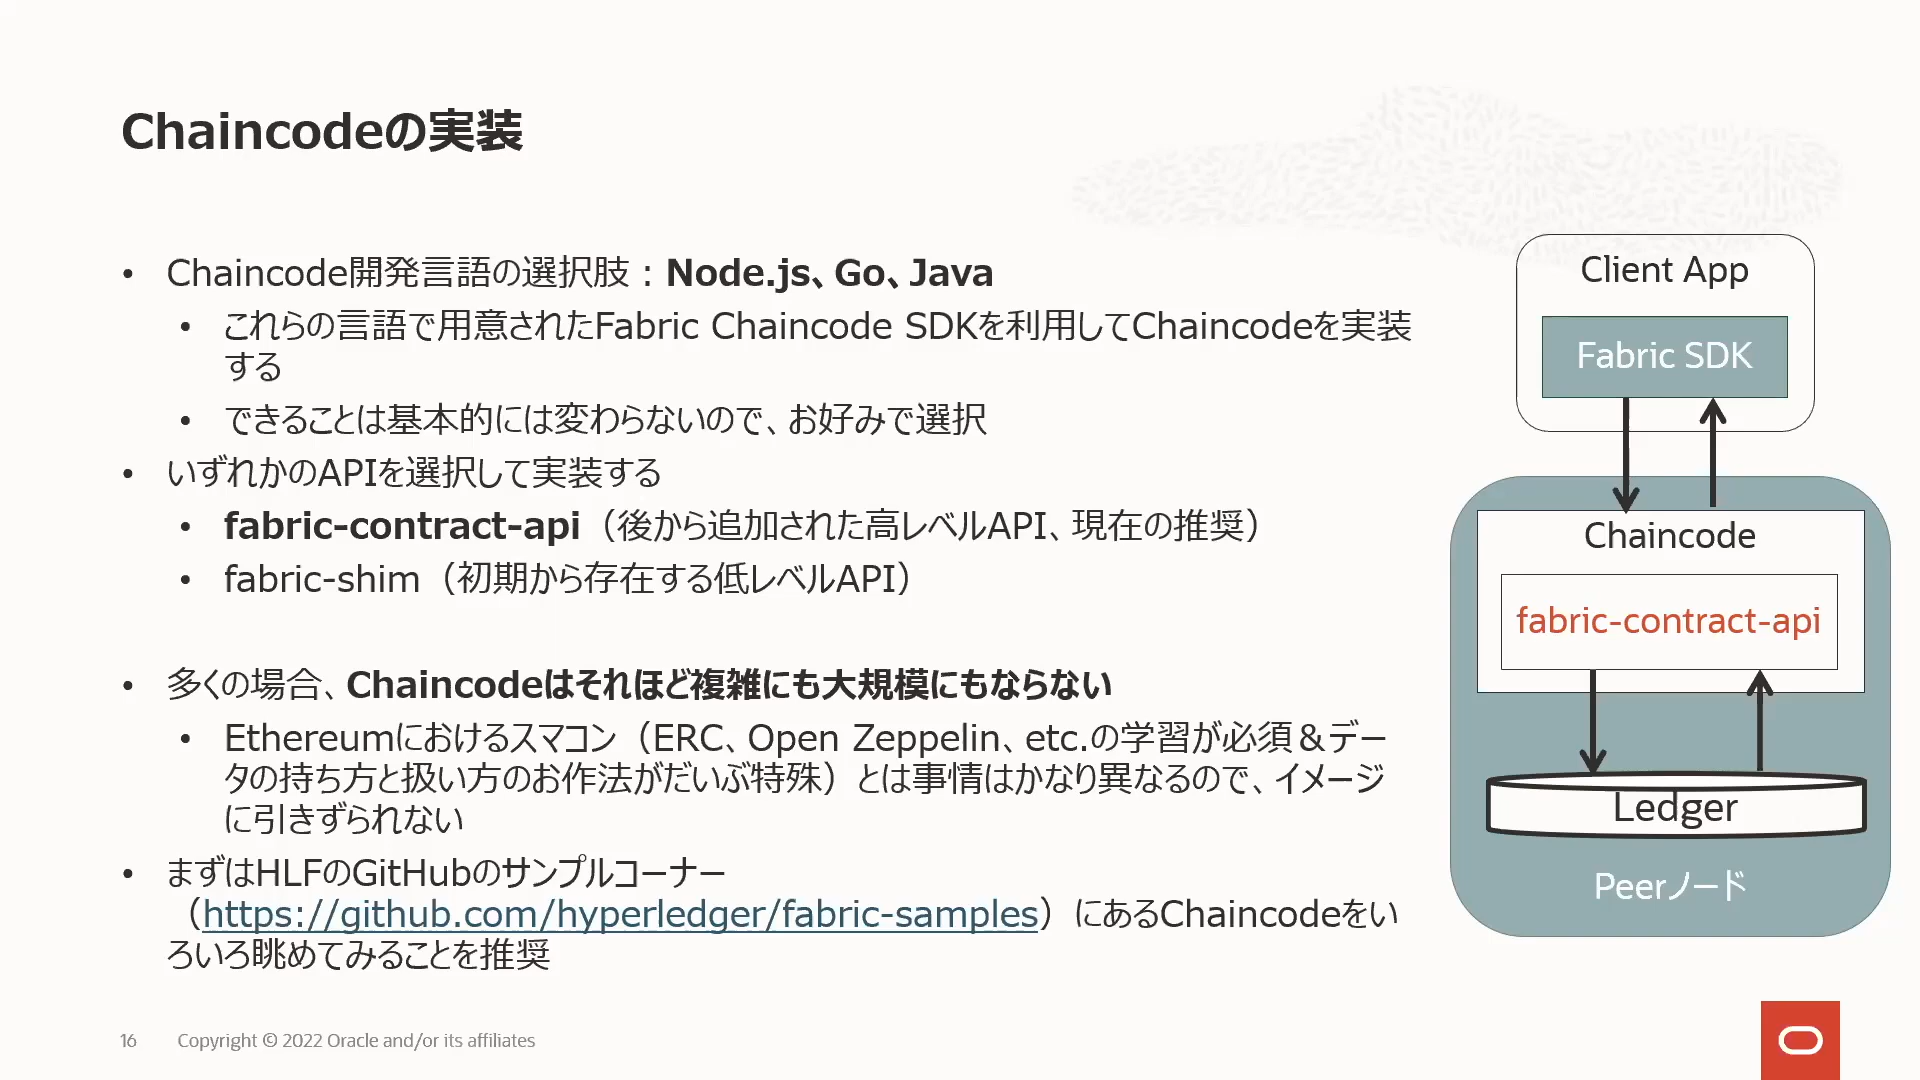 Chaincodeの実装
• Chaincode開発言語の選択肢：Node.js、Go、Java
• これらの言語で用意されたFabric Chaincode SDKを利用してChaincodeを実装
する
• できることは基本的には変わらないので、お好みで選択
• いずれかのAPIを選択して実装する
• fabric-contract-api（後から追加された高レベルAPI、現在の推奨）
• fabric-shim（初期から存在する低レベルAPI）
• 多くの場合、Chaincodeはそれほど複雑にも大規模にもならない
• Ethereumにおけるスマコン（ERC、Open Zeppelin、etc.の学習が必須＆デー
タの持ち方と扱い方のお作法がだいぶ特殊）とは事情はかなり異なるので、イメージ
に引きずられない
• まずはHLFのGitHubのサンプルコーナー
（https://github.com/hyperledger/fabric-samples）にあるChaincodeをい
ろいろ眺めてみることを推奨
Client App
Fabric SDK
Chaincode
fabric-contract-api
Ledger
Peerノード
16 Copyright © 2022 Oracle and/or its affiliates